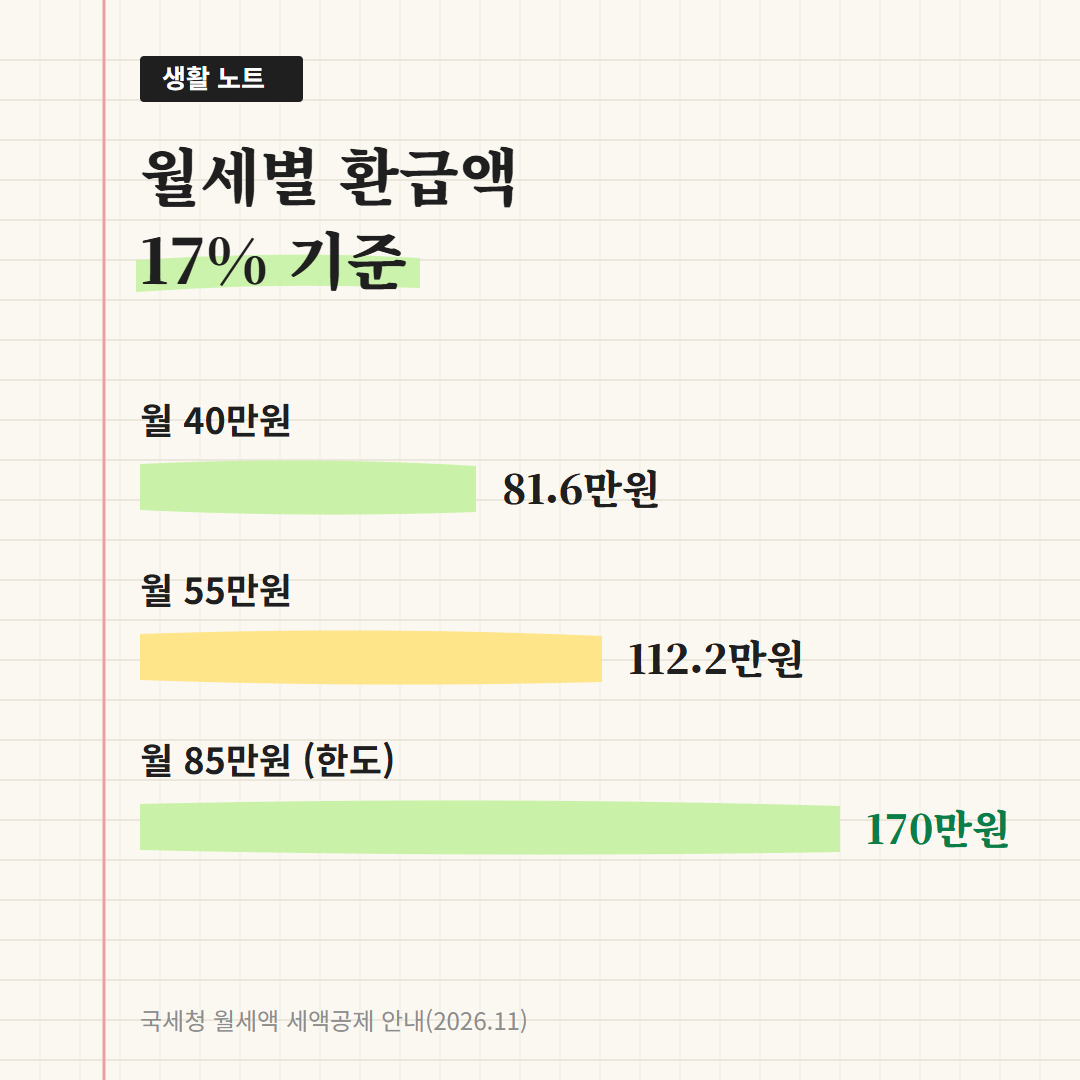 생활 노트
월세별 환급액
17% 기준
월 40만원
81.6만원
월 55만원
112.2만원
월 85만원 (한도)
170만원
국세청 월세액 세액공제 안내(2026.11)